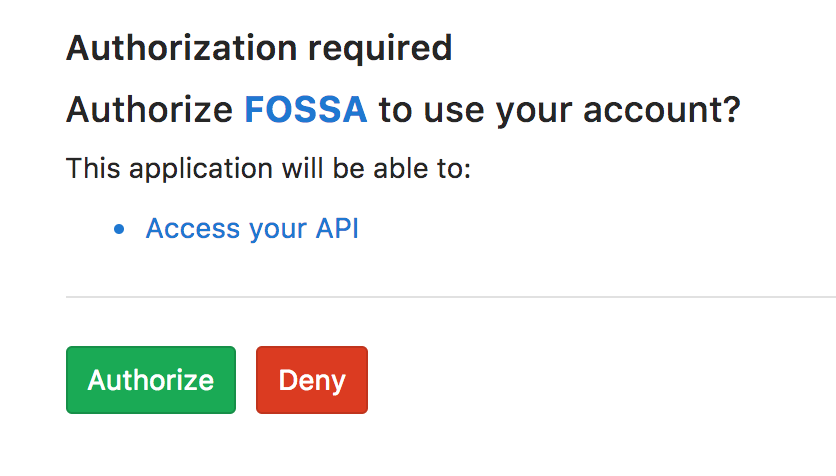 Authorization required
Authorize FOSSA to use your account?
This application will be able to:
Access your API
Authorize
Deny